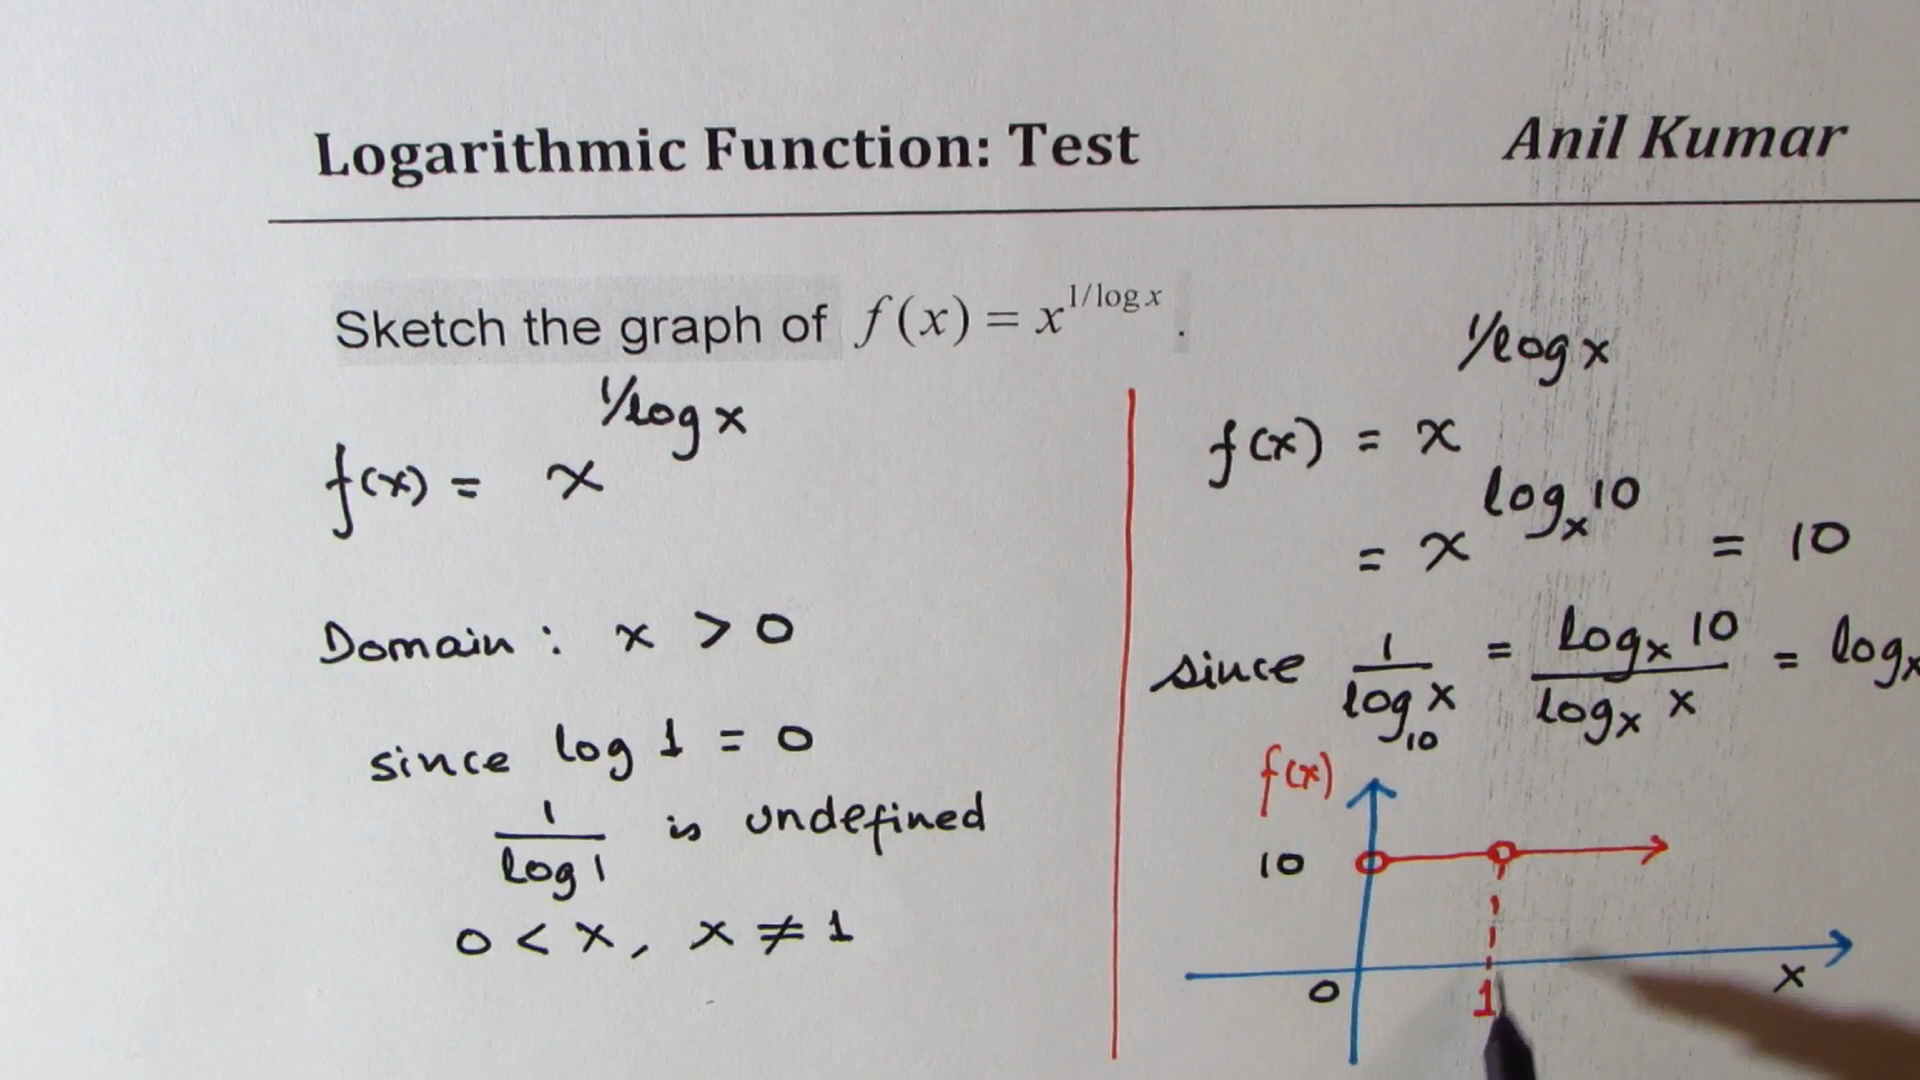 Logarithmic Function: Test
Anil Kumar
Sketch the graph of f(x) = x^{1/log x}.
f(x) = x^{1/log x}
Domain : x > 0
since log 1 = 0
1/log 1 is undefined
0 < x, x ≠ 1
f(x) = x^{1/log x}
= x^{log_x 10} = 10
since 1/log_{10} x = log_x 10/log_x x = log_x
f(x)
10
0
1
x